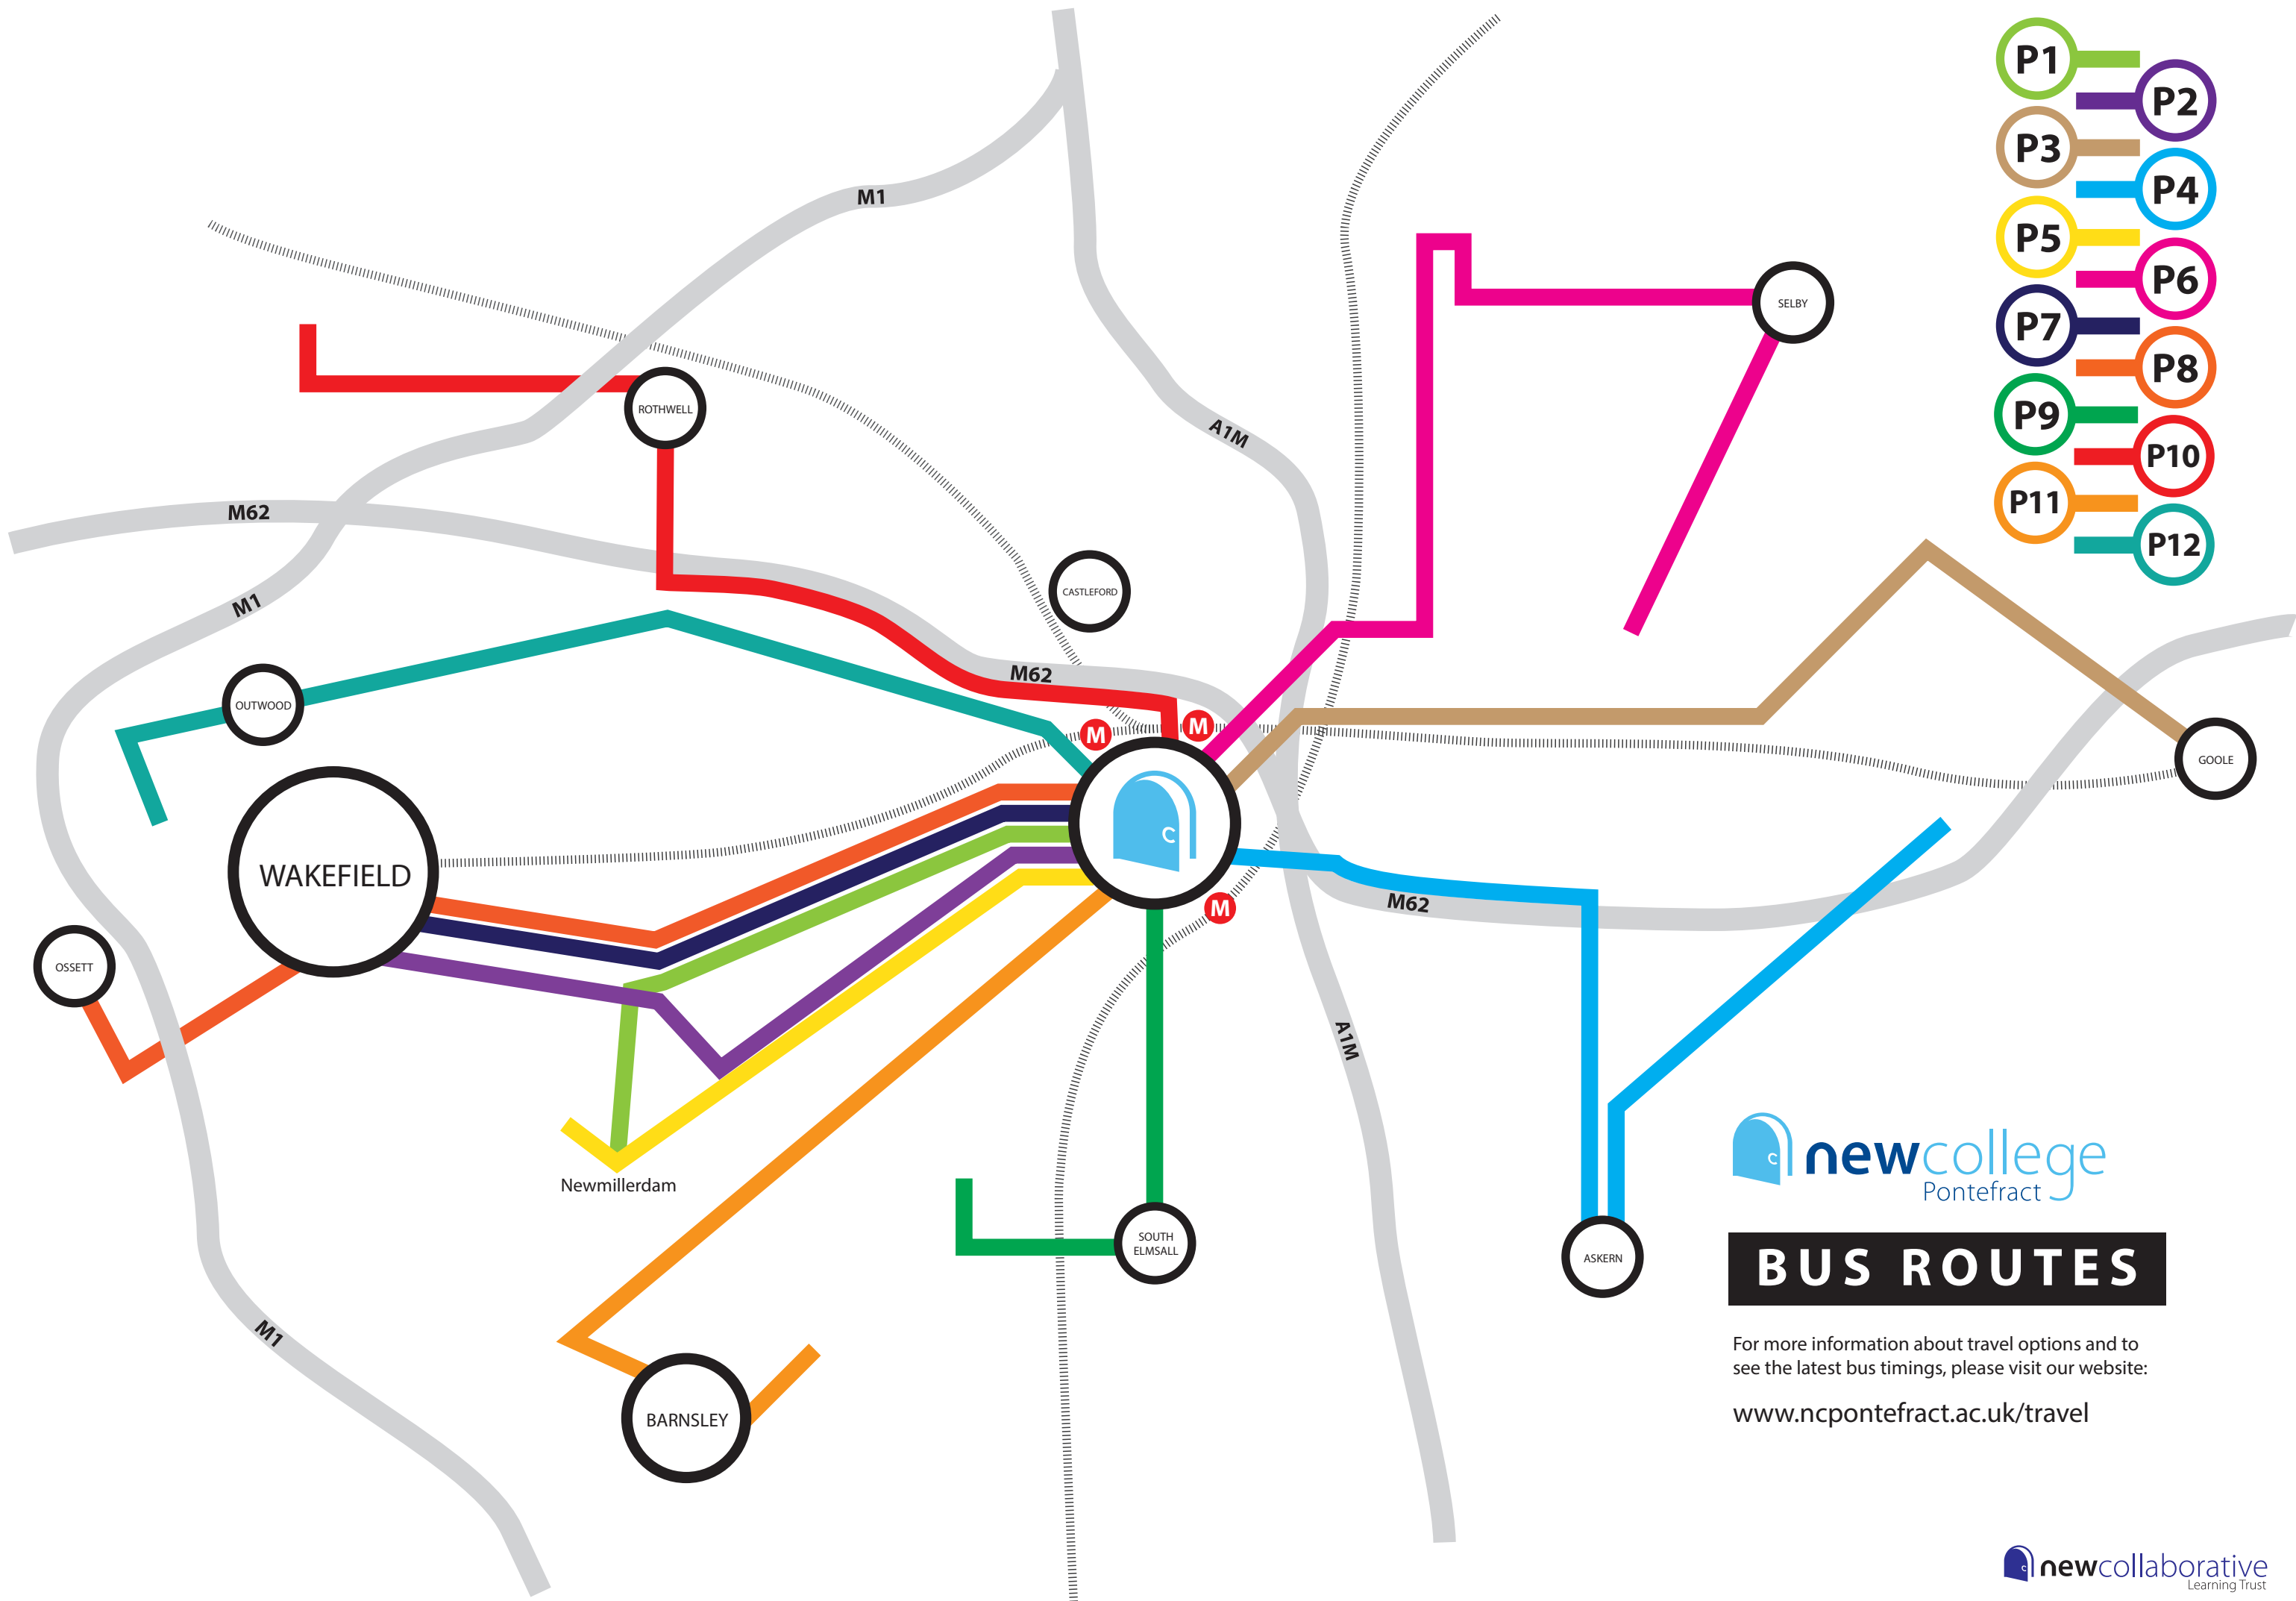 P1
P2
P3
P4
P5
P6
P7
P8
P9
P10
P11
P12
M1
A1M
SELBY
ROTHWELL
M62
CASTLEFORD
M1
M62
OUTWOOD
M
M
GOOLE
WAKEFIELD
C
M62
M
OSSETT
A1M
Newmillerdam
SOUTH
ELMSALL
ASKERN
M1
BARNSLEY
C
newcollege
Pontefract
BUS ROUTES
For more information about travel options and to
see the latest bus timings, please visit our website:
www.ncpontefract.ac.uk/travel
C
newcollaborative
Learning Trust